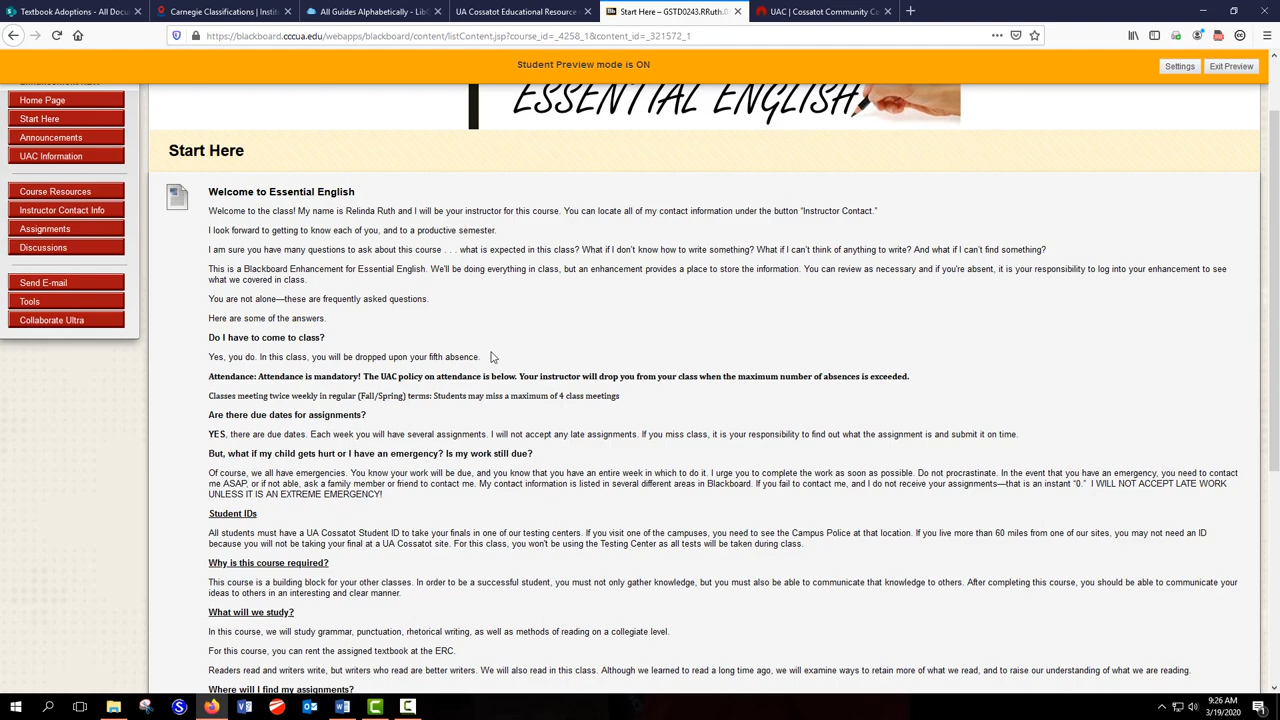 Textbook Adoptions - All Docu
Carnegie Classifications | Instit
All Guides Alphabetically - LibG
UA Cossatot Educational Resource
Start Here – GSTD0243.RRuth.0
UAC | Cossatot Community Co
https://blackboard.cccua.edu/webapps/blackboard/content/listContent.jsp?course_id=_4258_1&content_id=_321572_1
Student Preview mode is ON
Settings
Exit Preview
Home Page
Start Here
Announcements
UAC Information
Course Resources
Instructor Contact Info
Assignments
Discussions
Send E-mail
Tools
Collaborate Ultra
ESSENTIAL ENGLISH
Start Here
Welcome to Essential English
Welcome to the class! My name is Relinda Ruth and I will be your instructor for this course. You can locate all of my contact information under the button “Instructor Contact.”
I look forward to getting to know each of you, and to a productive semester.
I am sure you have many questions to ask about this course . . . what is expected in this class? What if I don't know how to write something? What if I can't think of anything to write? And what if I can't find something?
This is a Blackboard Enhancement for Essential English. We'll be doing everything in class, but an enhancement provides a place to store the information. You can review as necessary and if you're absent, it is your responsibility to log into your enhancement to see
what we covered in class.
You are not alone—these are frequently asked questions.
Here are some of the answers.
Do I have to come to class?
Yes, you do. In this class, you will be dropped upon your fifth absence.
Attendance: Attendance is mandatory! The UAC policy on attendance is below. Your instructor will drop you from your class when the maximum number of absences is exceeded.
Classes meeting twice weekly in regular (Fall/Spring) terms: Students may miss a maximum of 4 class meetings
Are there due dates for assignments?
YES, there are due dates. Each week you will have several assignments. I will not accept any late assignments. If you miss class, it is your responsibility to find out what the assignment is and submit it on time.
But, what if my child gets hurt or I have an emergency? Is my work still due?
Of course, we all have emergencies. You know your work will be due, and you know that you have an entire week in which to do it. I urge you to complete the work as soon as possible. Do not procrastinate. In the event that you have an emergency, you need to contact
me ASAP, or if not able, ask a family member or friend to contact me. My contact information is listed in several different areas in Blackboard. If you fail to contact me, and I do not receive your assignments—that is an instant “0.” I WILL NOT ACCEPT LATE WORK
UNLESS IT IS AN EXTREME EMERGENCY!
Student IDs
All students must have a UA Cossatot Student ID to take your finals in one of our testing centers. If you visit one of the campuses, you need to see the Campus Police at that location. If you live more than 60 miles from one of our sites, you may not need an ID
because you will not be taking your final at a UA Cossatot site. For this class, you won't be using the Testing Center as all tests will be taken during class.
Why is this course required?
This course is a building block for your other classes. In order to be a successful student, you must not only gather knowledge, but you must also be able to communicate that knowledge to others. After completing this course, you should be able to communicate your
ideas to others in an interesting and clear manner.
What will we study?
In this course, we will study grammar, punctuation, rhetorical writing, as well as methods of reading on a collegiate level.
For this course, you can rent the assigned textbook at the ERC.
Readers read and writers write, but writers who read are better writers. We will also read in this class. Although we learned to read a long time ago, we will examine ways to retain more of what we read, and to raise our understanding of what we are reading.
Where will I find my assignments?
9:26 AM
3/19/2020